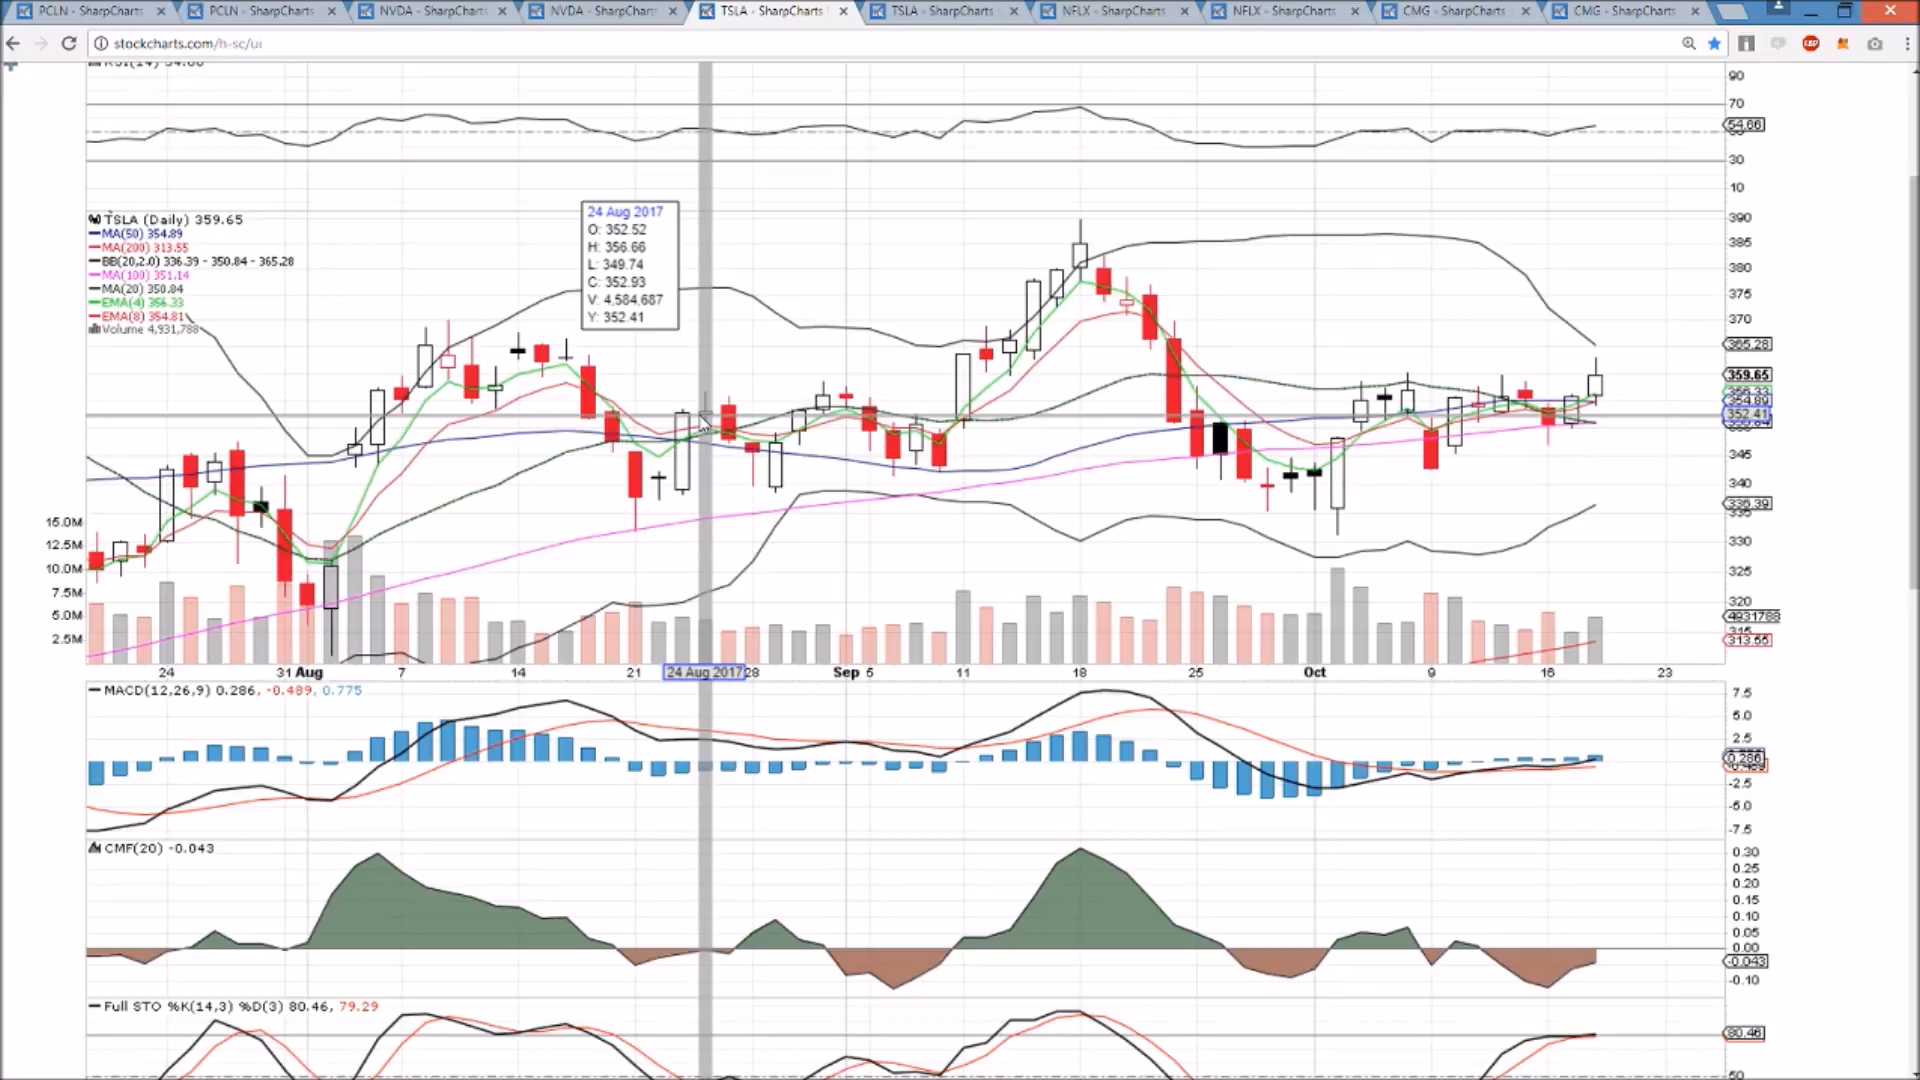 PCLN - SharpCharts
PCLN - SharpCharts
NVDA - SharpCharts
NVDA - SharpCharts
TSLA - SharpCharts
TSLA - SharpCharts
NFLX - SharpCharts
NFLX - SharpCharts
CMG - SharpCharts
CMG - SharpCharts
stockcharts.com/h-sc/ui
ABP
RSI(14) 54.66
90
70
54.66
30
10
TSLA (Daily) 359.65
MA(50) 354.89
MA(200) 313.55
BB(20,2.0) 336.39 - 350.84 - 365.28
MA(100) 351.14
MA(20) 350.84
EMA(4) 356.33
EMA(8) 354.81
Volume 4,931,788
24 Aug 2017
O: 352.52
H: 356.66
L: 349.74
C: 352.93
V: 4,584,687
Y: 352.41
390
385
380
375
370
365.28
359.65
354.89
352.41
345
340
336.39
335
330
325
320
4931788
315
313.55
15.0M
12.5M
10.0M
7.5M
5.0M
2.5M
24
31 Aug
7
14
21
24 Aug 2017
28
Sep 5
11
18
25
Oct
9
16
23
MACD(12,26,9) 0.286, -0.489, 0.775
7.5
5.0
2.5
0.286
-2.5
-5.0
-7.5
CMF(20) -0.043
0.30
0.25
0.20
0.15
0.10
0.05
0.00
-0.043
-0.10
Full STO %K(14,3) %D(3) 80.46, 79.29
80.46
50